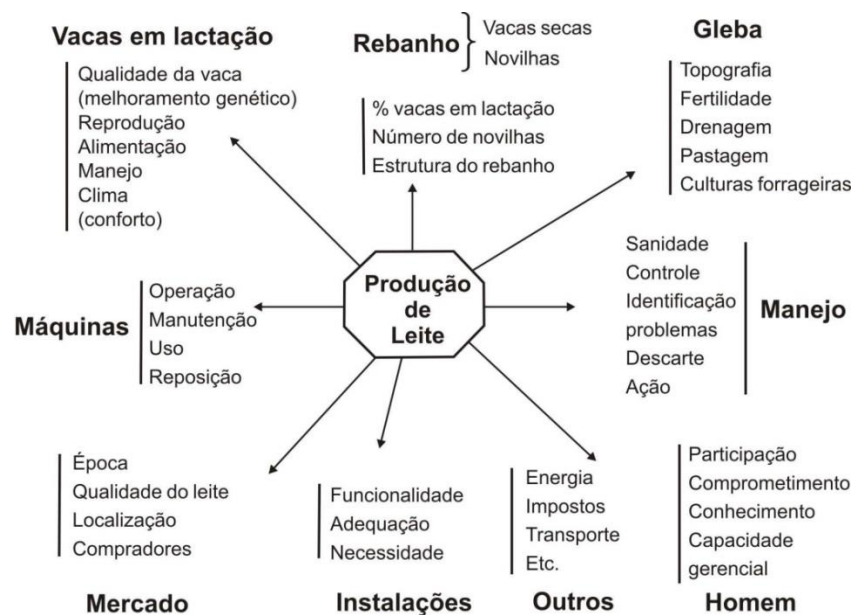 Vacas em lactação
Qualidade da vaca
(melhoramento genético)
Reprodução
Alimentação
Manejo
Clima
(conforto)
Rebanho
Vacas secas
Novilhas
% vacas em lactação
Número de novilhas
Estrutura do rebanho
Gleba
Topografia
Fertilidade
Drenagem
Pastagem
Culturas forrageiras
Máquinas
Operação
Manutenção
Uso
Reposição
Produção
de
Leite
Sanidade
Controle
Identificação
problemas
Descarte
Ação
Manejo
Época
Qualidade do leite
Localização
Compradores
Mercado
Funcionalidade
Adequação
Necessidade
Instalações
Energia
Impostos
Transporte
Etc.
Outros
Participação
Comprometimento
Conhecimento
Capacidade
gerencial
Homem